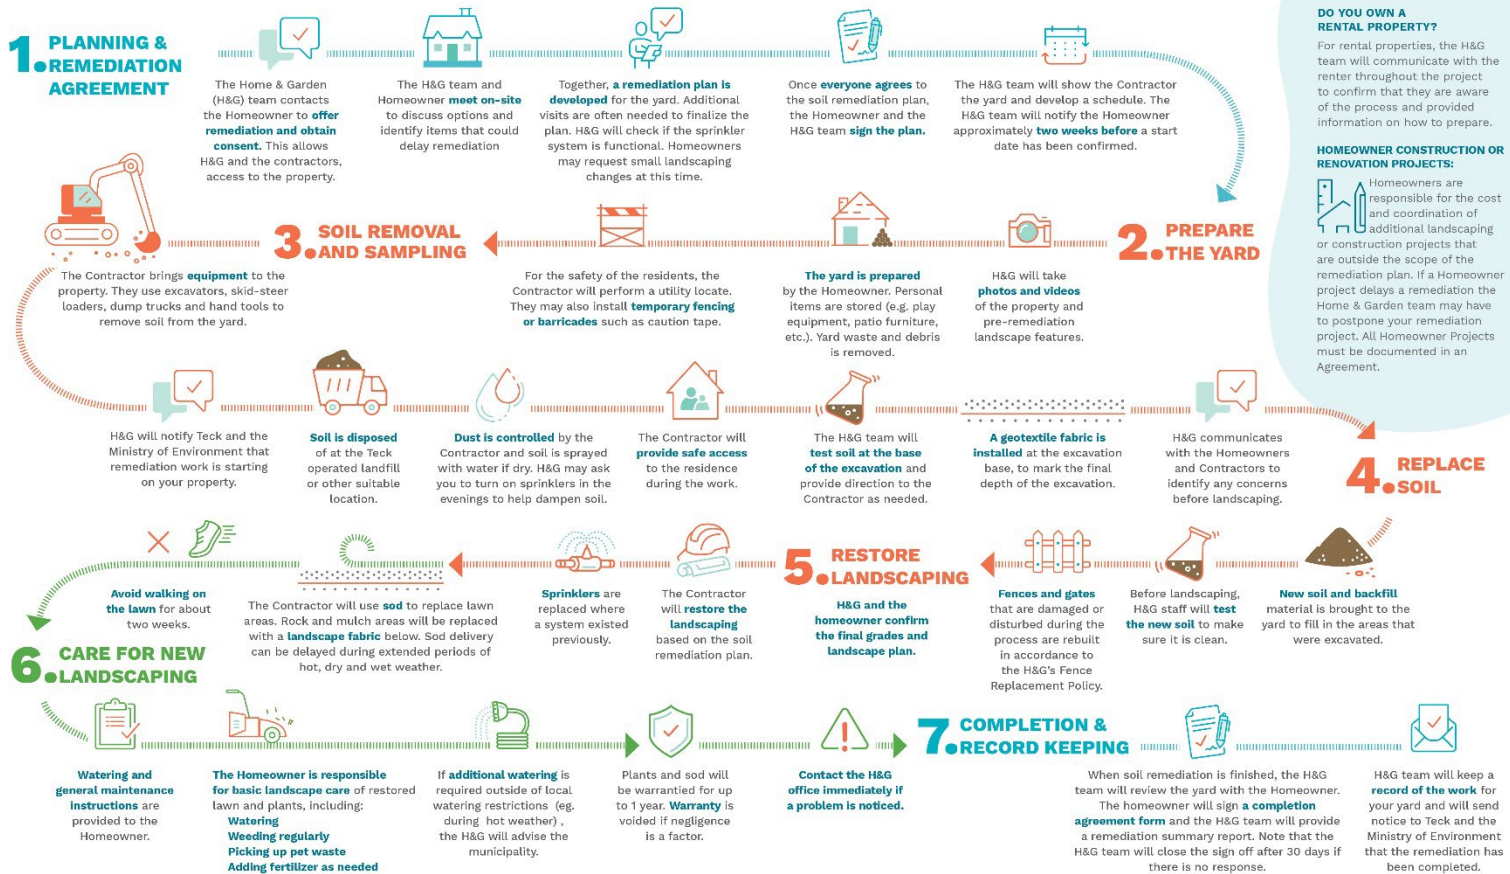 1. PLANNING &
REMEDIATION
AGREEMENT
The Home & Garden
(H&G) team contacts
the Homeowner to offer
remediation and obtain
consent. This allows
H&G and the contractors,
access to the property.
The H&G team and
Homeowner meet on-site
to discuss options and
identify items that could
delay remediation
Together, a remediation plan is
developed for the yard. Additional
visits are often needed to finalize the
plan. H&G will check if the sprinkler
system is functional. Homeowners
may request small landscaping
changes at this time.
Once everyone agrees to
the soil remediation plan,
the Homeowner and the
H&G team sign the plan.
The H&G team will show the Contractor
the yard and develop a schedule. The
H&G team will notify the Homeowner
approximately two weeks before a start
date has been confirmed.
DO YOU OWN A
RENTAL PROPERTY?
For rental properties, the H&G
team will communicate with the
renter throughout the project
to confirm that they are aware
of the process and provided
information on how to prepare.
HOMEOWNER CONSTRUCTION OR
RENOVATION PROJECTS:
Homeowners are
responsible for the cost
and coordination of
additional landscaping
or construction projects that
are outside the scope of the
remediation plan. If a Homeowner
project delays a remediation the
Home & Garden team may have
to postpone your remediation
project. All Homeowner Projects
must be documented in an
Agreement.
2. PREPARE
THE YARD
H&G will take
photos and videos
of the property and
pre-remediation
landscape features.
The yard is prepared
by the Homeowner. Personal
items are stored (e.g. play
equipment, patio furniture,
etc.). Yard waste and debris
is removed.
For the safety of the residents, the
Contractor will perform a utility locate.
They may also install temporary fencing
or barricades such as caution tape.
3. SOIL REMOVAL
AND SAMPLING
The Contractor brings equipment to the
property. They use excavators, skid-steer
loaders, dump trucks and hand tools to
remove soil from the yard.
H&G will notify Teck and the
Ministry of Environment that
remediation work is starting
on your property.
Soil is disposed
of at the Teck
operated landfill
or other suitable
location.
Dust is controlled by the
Contractor and soil is sprayed
with water if dry. H&G may ask
you to turn on sprinklers in the
evenings to help dampen soil.
The Contractor will
provide safe access
to the residence
during the work.
The H&G team will
test soil at the base
of the excavation and
provide direction to the
Contractor as needed.
A geotextile fabric is
installed at the excavation
base, to mark the final
depth of the excavation.
H&G communicates
with the Homeowners
and Contractors to
identify any concerns
before landscaping.
4. REPLACE
SOIL
New soil and backfill
material is brought to the
yard to fill in the areas that
were excavated.
Before landscaping,
H&G staff will test
the new soil to make
sure it is clean.
Fences and gates
that are damaged or
disturbed during the
process are rebuilt
in accordance to
the H&G's Fence
Replacement Policy.
5. RESTORE
LANDSCAPING
H&G and the
homeowner confirm
the final grades and
landscape plan.
The Contractor
will restore the
landscaping
based on the soil
remediation plan.
Sprinklers are
replaced where
a system existed
previously.
The Contractor will use sod to replace lawn
areas. Rock and mulch areas will be replaced
with a landscape fabric below. Sod delivery
can be delayed during extended periods of
hot, dry and wet weather.
Avoid walking on
the lawn for about
two weeks.
6. CARE FOR NEW
LANDSCAPING
Watering and
general maintenance
instructions are
provided to the
Homeowner.
The Homeowner is responsible
for basic landscape care of restored
lawn and plants, including:
Watering
Weeding regularly
Picking up pet waste
Adding fertilizer as needed
If additional watering is
required outside of local
watering restrictions (eg.
during hot weather) ,
the H&G will advise the
municipality.
Plants and sod will
be warrantied for up
to 1 year. Warranty is
voided if negligence
is a factor.
Contact the H&G
office immediately if
a problem is noticed.
7. COMPLETION &
RECORD KEEPING
When soil remediation is finished, the H&G
team will review the yard with the Homeowner.
The homeowner will sign a completion
agreement form and the H&G team will provide
a remediation summary report. Note that the
H&G team will close the sign off after 30 days if
there is no response.
H&G team will keep a
record of the work for
your yard and will send
notice to Teck and the
Ministry of Environment
that the remediation has
been completed.